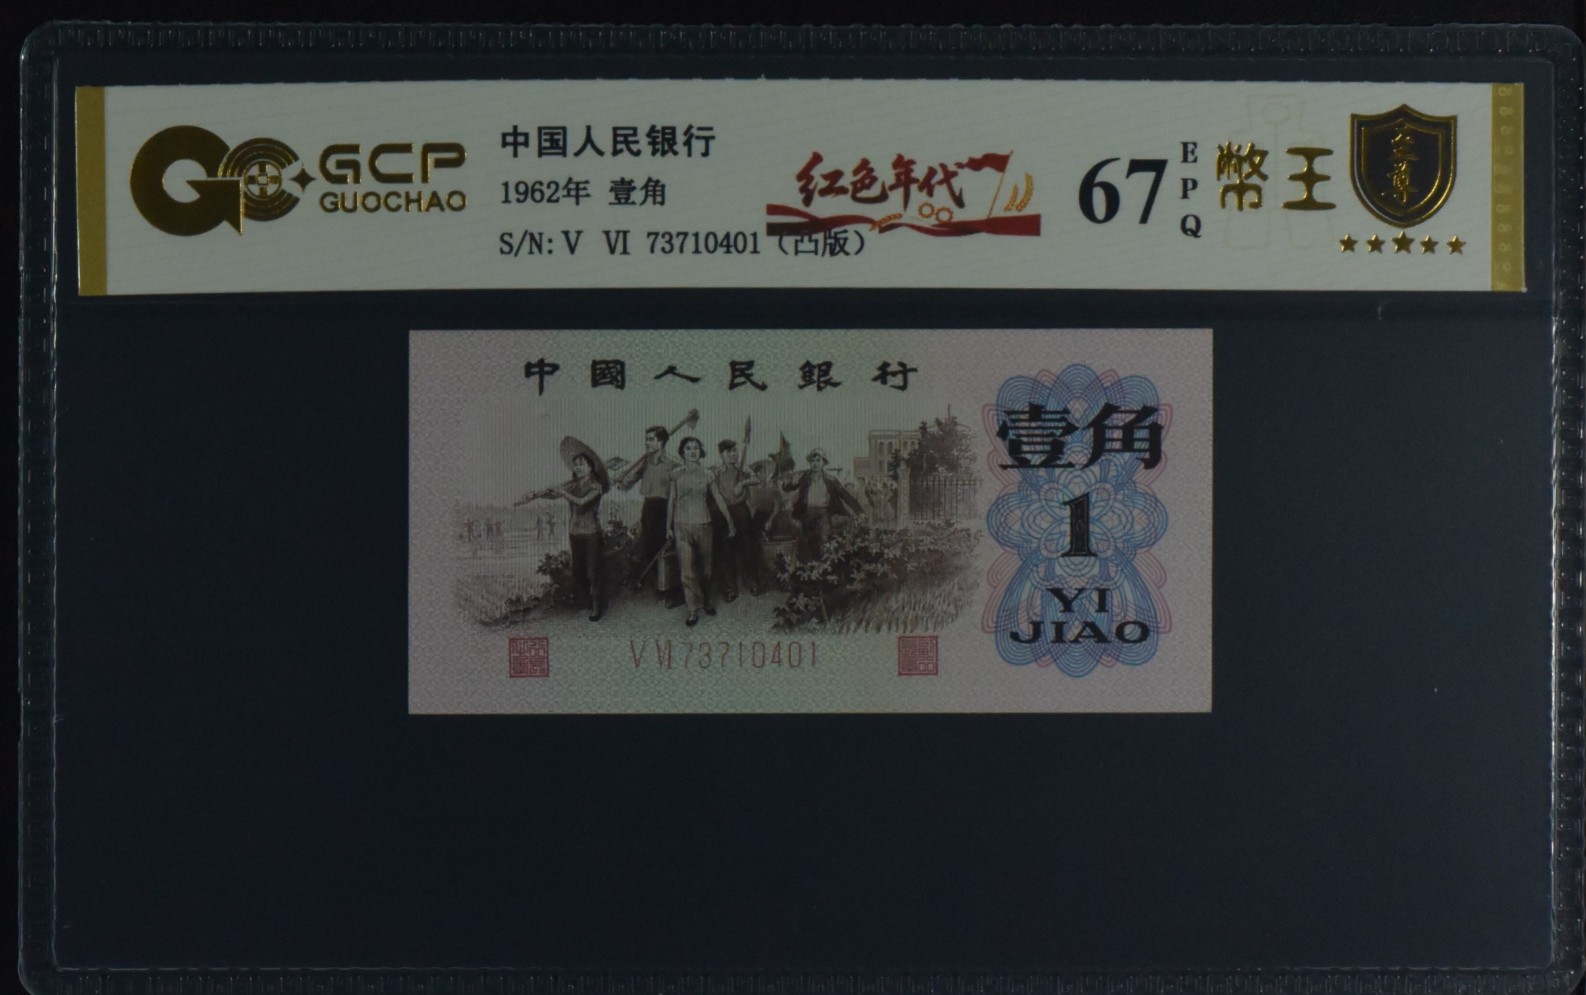 GCP
GUOCHAO
中国人民银行
1962年 壹角
S/N: V VI 73710401（凸版）
红色年代
67
EPQ
幣王
至尊
中國人民銀行
壹角
1
YI
JIAO
V VI 73710401